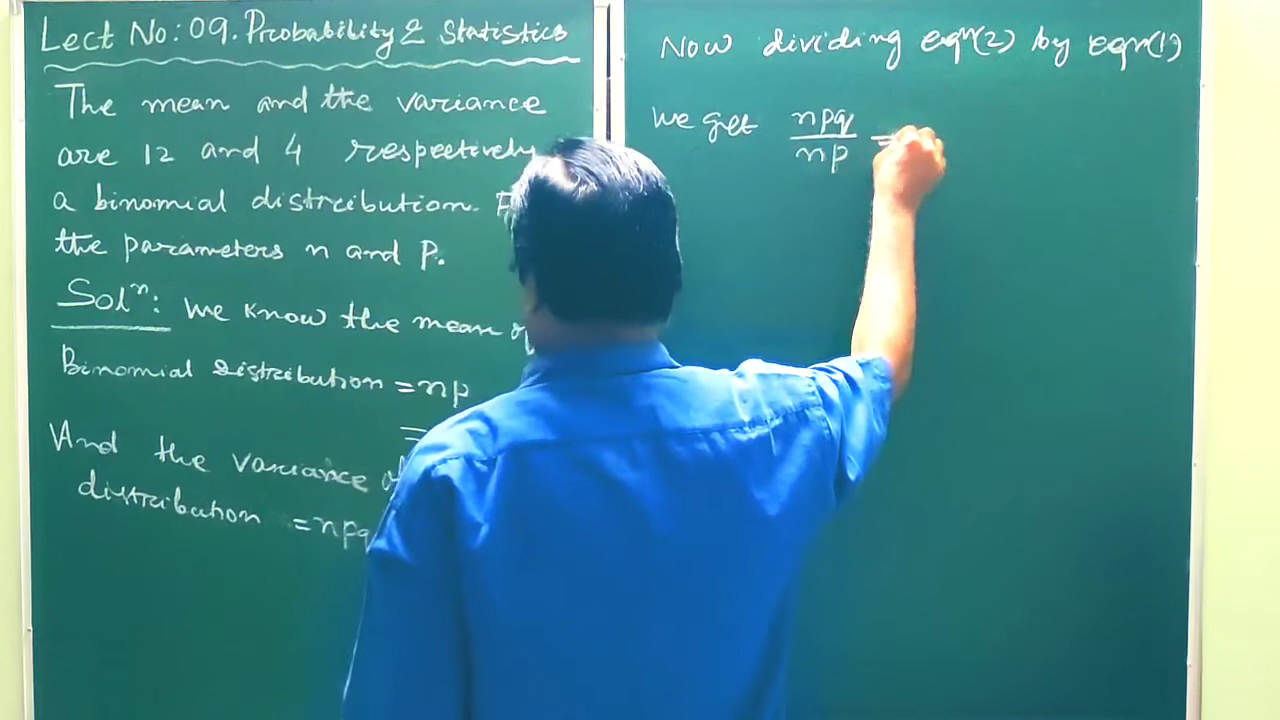 Lect No: 09. Probability & Statistics
The mean and the variance
are 12 and 4 respectively
a binomial distribution.
the parameters n and P.
Solⁿ: We know the mean
Binomial distribution = np
=
And the variance
distribution = npq
Now dividing eqn(2) by eqn(1)
We get npq/np =